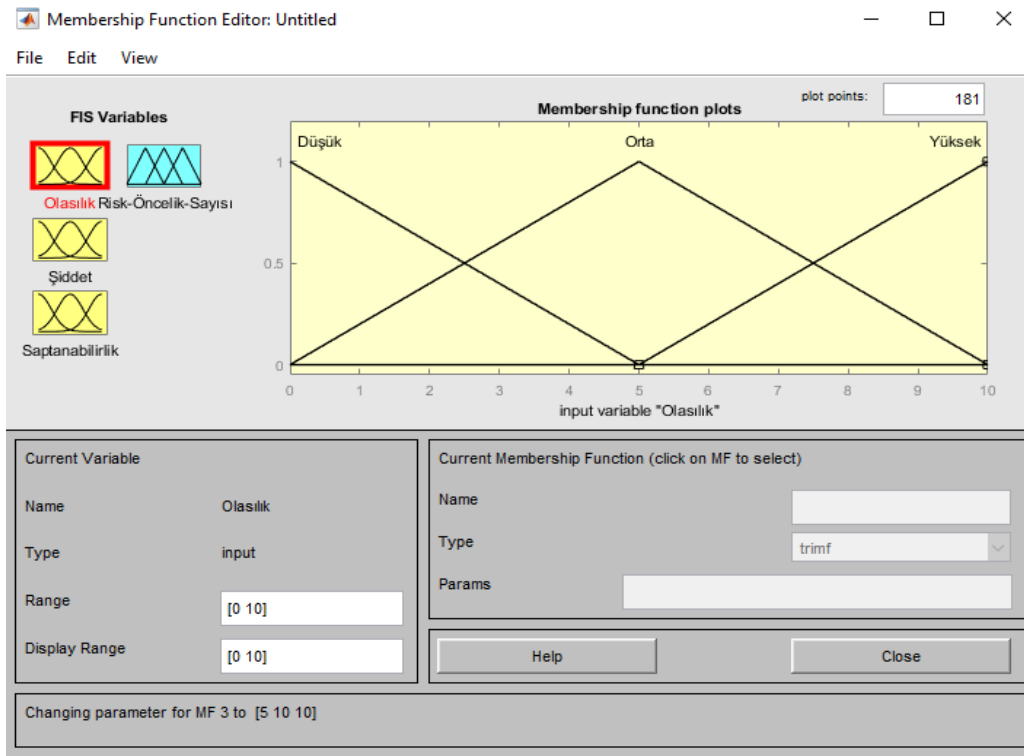 Membership Function Editor: Untitled
File Edit View
FIS Variables
Olasılık Risk-Öncelik-Sayısı
Şiddet
Saptanabilirlik
Membership function plots
plot points: 181
Düşük Orta Yüksek
1
0.5
0
0 1 2 3 4 5 6 7 8 9 10
input variable "Olasılık"
Current Variable
Name Olasılık
Type input
Range [0 10]
Display Range [0 10]
Current Membership Function (click on MF to select)
Name
Type trimf
Params
Help Close
Changing parameter for MF 3 to [5 10 10]